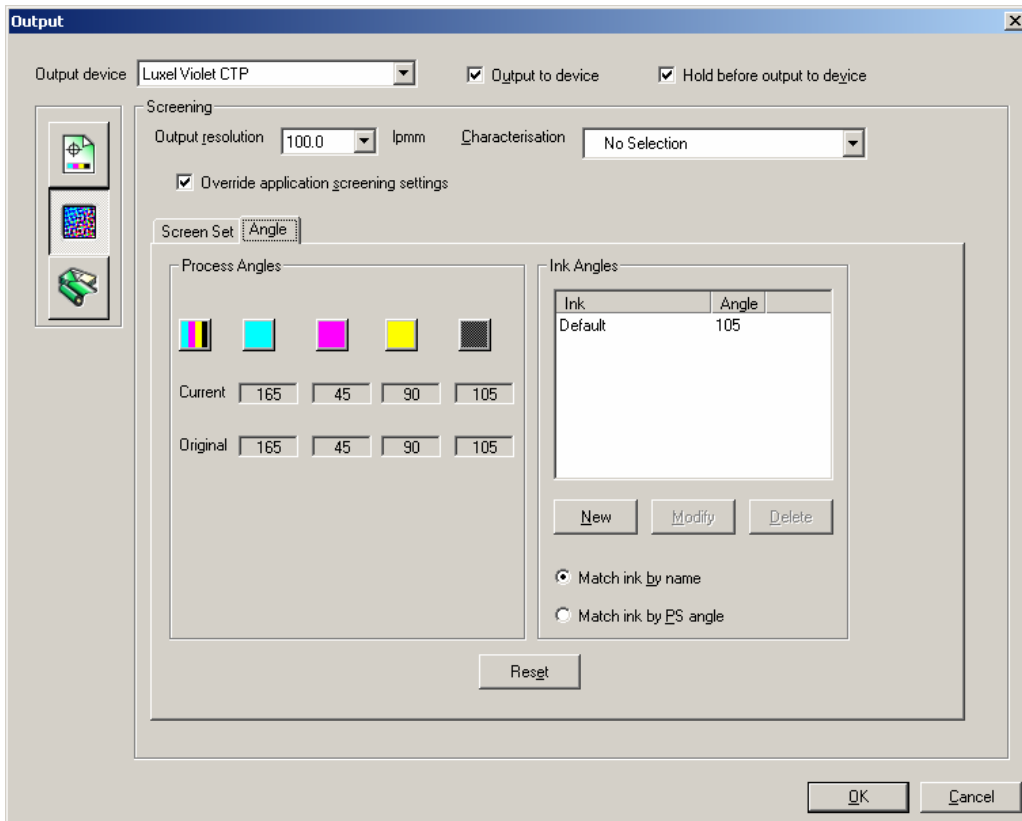 Output
Output device Luxel Violet CTP Output to device Hold before output to device
Screening
Output resolution 100.0 lpmm Characterisation No Selection
Override application screening settings
Screen Set Angle
Process Angles
Current 165 45 90 105
Original 165 45 90 105
Ink Angles
Ink Angle
Default 105
New Modify Delete
Match ink by name
Match ink by PS angle
Reset
OK Cancel